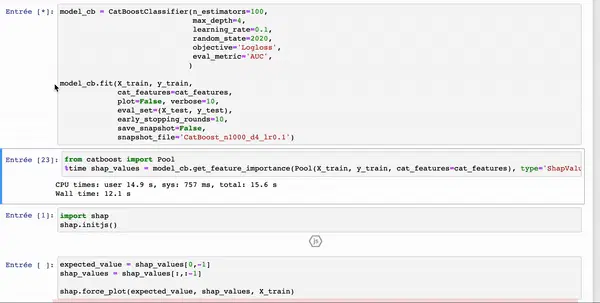 Entrée [*]: model_cb = CatBoostClassifier(n_estimators=100,
max_depth=4,
learning_rate=0.1,
random_state=2020,
objective='Logloss',
eval_metric='AUC',
)
model_cb.fit(X_train, y_train,
cat_features=cat_features,
plot=False, verbose=10,
eval_set=(X_test, y_test),
early_stopping_rounds=10,
save_snapshot=False,
snapshot_file='CatBoost_n1000_d4_lr0.1')
Entrée [23]: from catboost import Pool
%time shap_values = model_cb.get_feature_importance(Pool(X_train, y_train, cat_features=cat_features), type='ShapValu
CPU times: user 14.9 s, sys: 757 ms, total: 15.6 s
Wall time: 12.1 s
Entrée [1]: import shap
shap.initjs()
js
Entrée [ ]: expected_value = shap_values[0,-1]
shap_values = shap_values[:,:-1]
shap.force_plot(expected_value, shap_values, X_train)